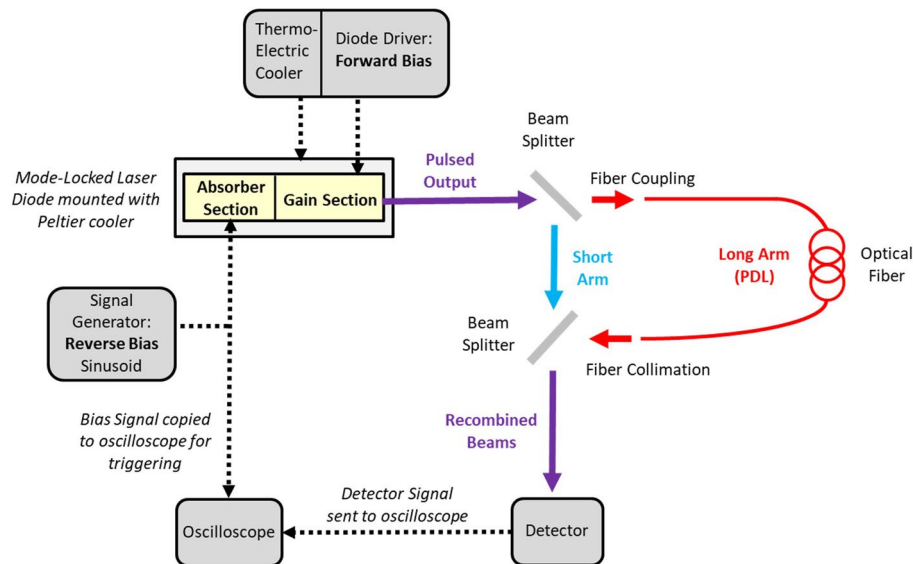 Thermo-
Electric
Cooler
Diode Driver:
Forward Bias
Mode-Locked Laser
Diode mounted with
Peltier cooler
Absorber
Section
Gain Section
Pulsed
Output
Beam
Splitter
Fiber Coupling
Short
Arm
Long Arm
(PDL)
Optical
Fiber
Signal
Generator:
Reverse Bias
Sinusoid
Beam
Splitter
Fiber Collimation
Bias Signal copied
to oscilloscope for
triggering
Recombined
Beams
Oscilloscope
Detector Signal
sent to oscilloscope
Detector